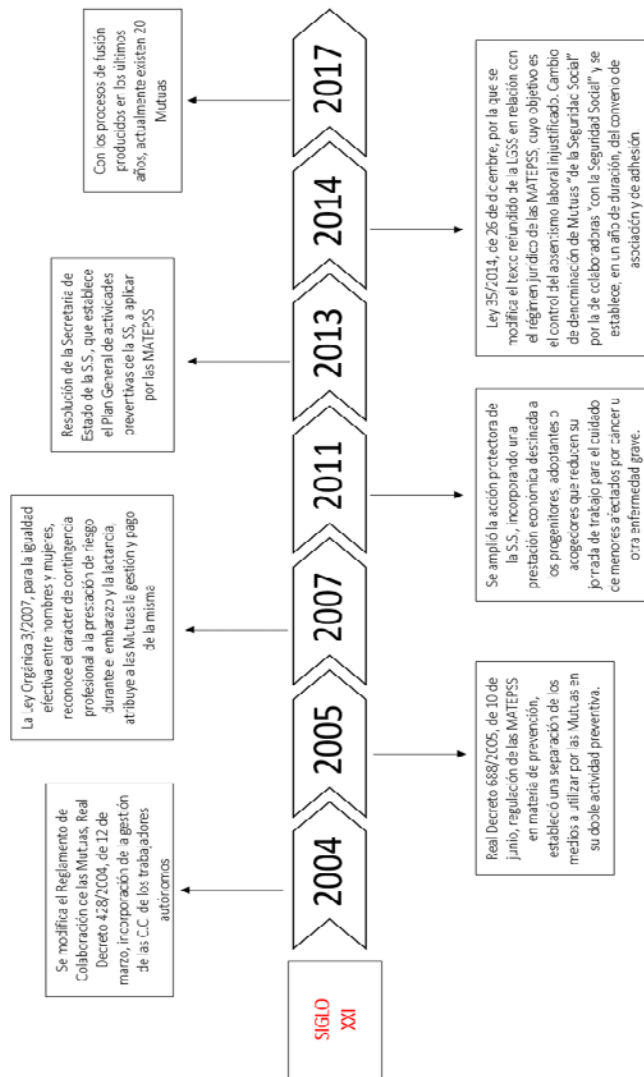 SIGLO
XXI
2004
Se modifica el Reglamento de
Colaboración de las Mutuas, Real
Decreto 428/2004, de 12 de
marzo, incorporación de la gestión
de las C.C. de los trabajadores
autónomos
2005
Real Decreto 688/2005, de 10 de
junio, regulación de las MATEPSS
en materia de prevención,
estableció una separación de los
medios a utilizar por las Mutuas en
su doble actividad preventiva.
2007
La Ley Orgánica 3/2007, para la igualdad
efectiva entre hombres y mujeres,
reconoce el carácter de contingencia
profesional a la prestación de riesgo
durante el embarazo y la lactancia,
atribuye a las Mutuas la gestión y pago
de la misma
2011
Se amplió la acción protectora de
la S.S., incorporando una
prestación económica destinada a
los progenitores, adoptantes o
acogedores que reducen su
jornada de trabajo para el cuidado
de menores afectados por cáncer u
otra enfermedad grave.
2013
Resolución de la Secretaria de
Estado de la S.S., que establece
el Plan General de actividades
preventivas de la SS, a aplicar
por las MATEPSS
2014
Ley 35/2014, de 26 de diciembre, por la que se
modifica el texto refundido de la LGSS en relación con
el régimen jurídico de las MATEPSS, cuyo objetivo es
el control del absentismo laboral injustificado. Cambio
de denominación de Mutuas "de la Seguridad Social"
por la de colaboradoras "con la Seguridad Social" y se
establece, en un año de duración, del convenio de
asociación y de adhesión.
2017
Con los procesos de fusión
producidos en los últimos
años, actualmente existen 20
Mutuas